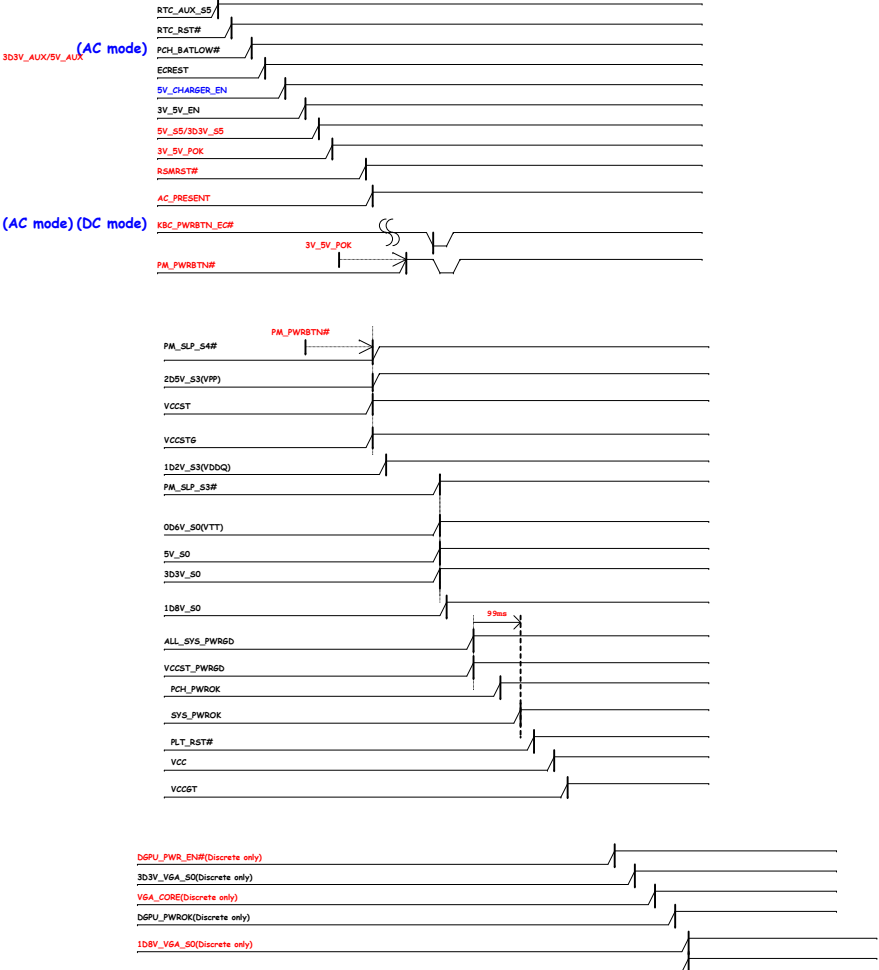 RTC_AUX_S5
RTC_RST#
(AC mode)
PCH_BATLOW#
3D3V_AUX/5V_AUX
ECREST
5V_CHARGER_EN
3V_5V_EN
5V_S5/3D3V_S5
3V_5V_POK
RSMRST#
AC_PRESENT
(AC mode) (DC mode)
KBC_PWRBTN_EC#
3V_5V_POK
PM_PWRBTN#
PM_PWRBTN#
PM_SLP_S4#
2D5V_S3(VPP)
VCCST
VCCSTG
1D2V_S3(VDDQ)
PM_SLP_S3#
0D6V_S0(VTT)
5V_S0
3D3V_S0
1D8V_S0
99ms
ALL_SYS_PWRGD
VCCST_PWRGD
PCH_PWROK
SYS_PWROK
PLT_RST#
VCC
VCCGT
DGPU_PWR_EN#(Discrete only)
3D3V_VGA_S0(Discrete only)
VGA_CORE(Discrete only)
DGPU_PWROK(Discrete only)
1D8V_VGA_S0(Discrete only)